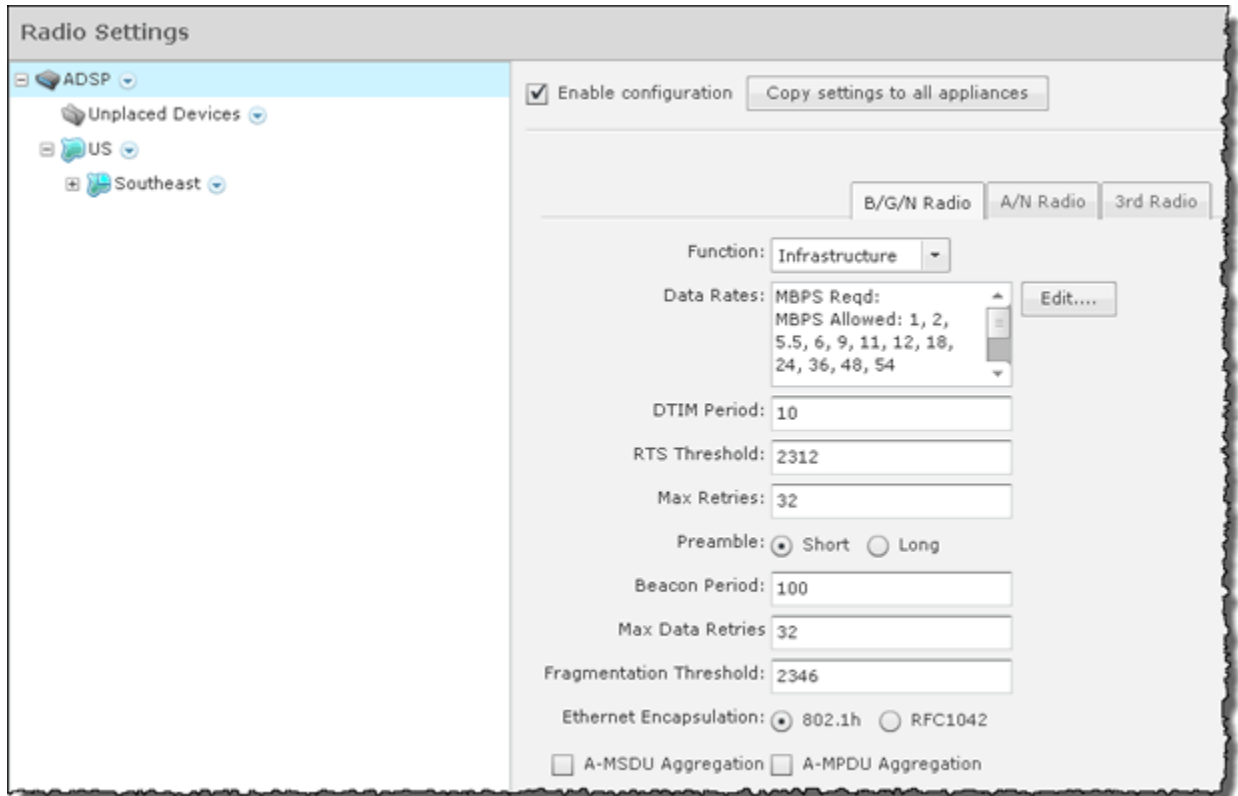 Radio Settings
ADSP
Unplaced Devices
US
Southeast
Enable configuration
Copy settings to all appliances
B/G/N Radio
A/N Radio
3rd Radio
Function: Infrastructure
Data Rates: MBPS Reqd:
MBPS Allowed: 1, 2,
5.5, 6, 9, 11, 12, 18,
24, 36, 48, 54
Edit....
DTIM Period: 10
RTS Threshold: 2312
Max Retries: 32
Preamble: Short Long
Beacon Period: 100
Max Data Retries 32
Fragmentation Threshold: 2346
Ethernet Encapsulation: 802.1h RFC1042
A-MSDU Aggregation A-MPDU Aggregation